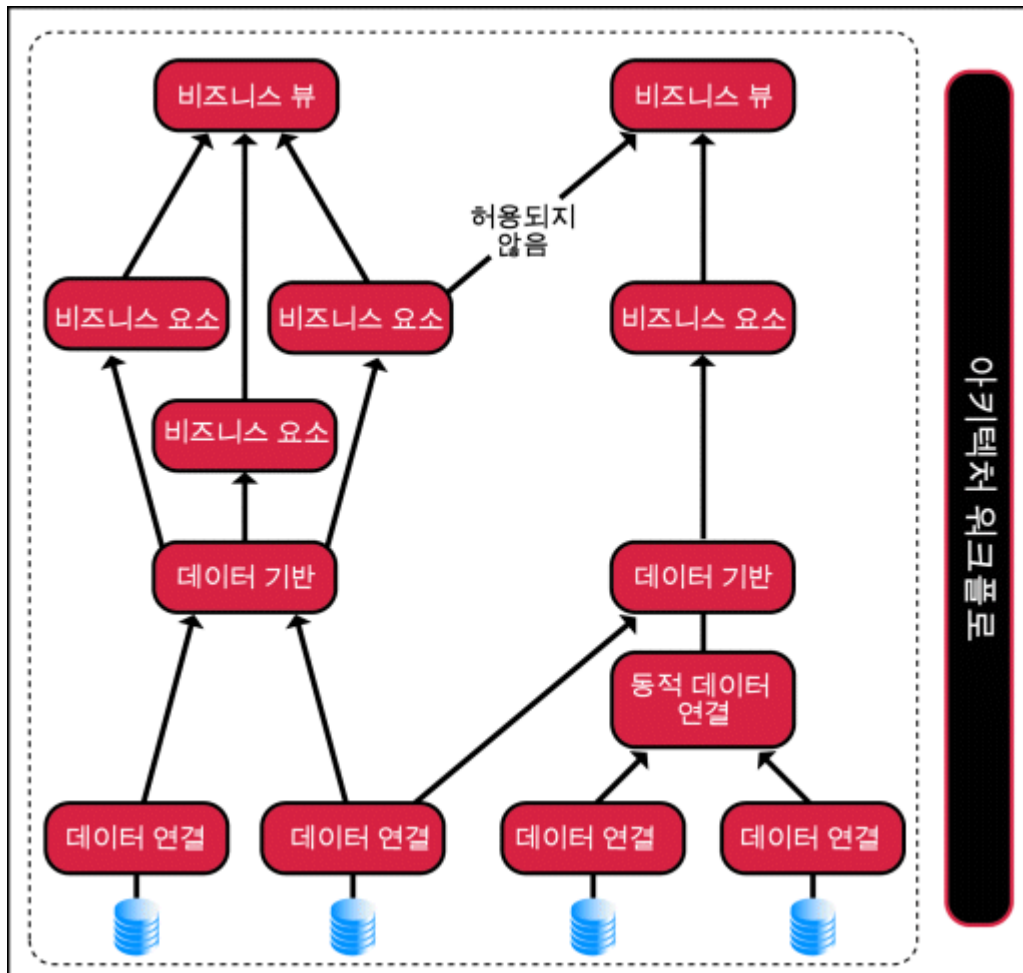 비즈니스 뷰
비즈니스 뷰
허용되지
않음
비즈니스 요소
비즈니스 요소
비즈니스 요소
비즈니스 요소
데이터 기반
데이터 기반
동적 데이터
연결
데이터 연결
데이터 연결
데이터 연결
데이터 연결
아키텍처 워크플로